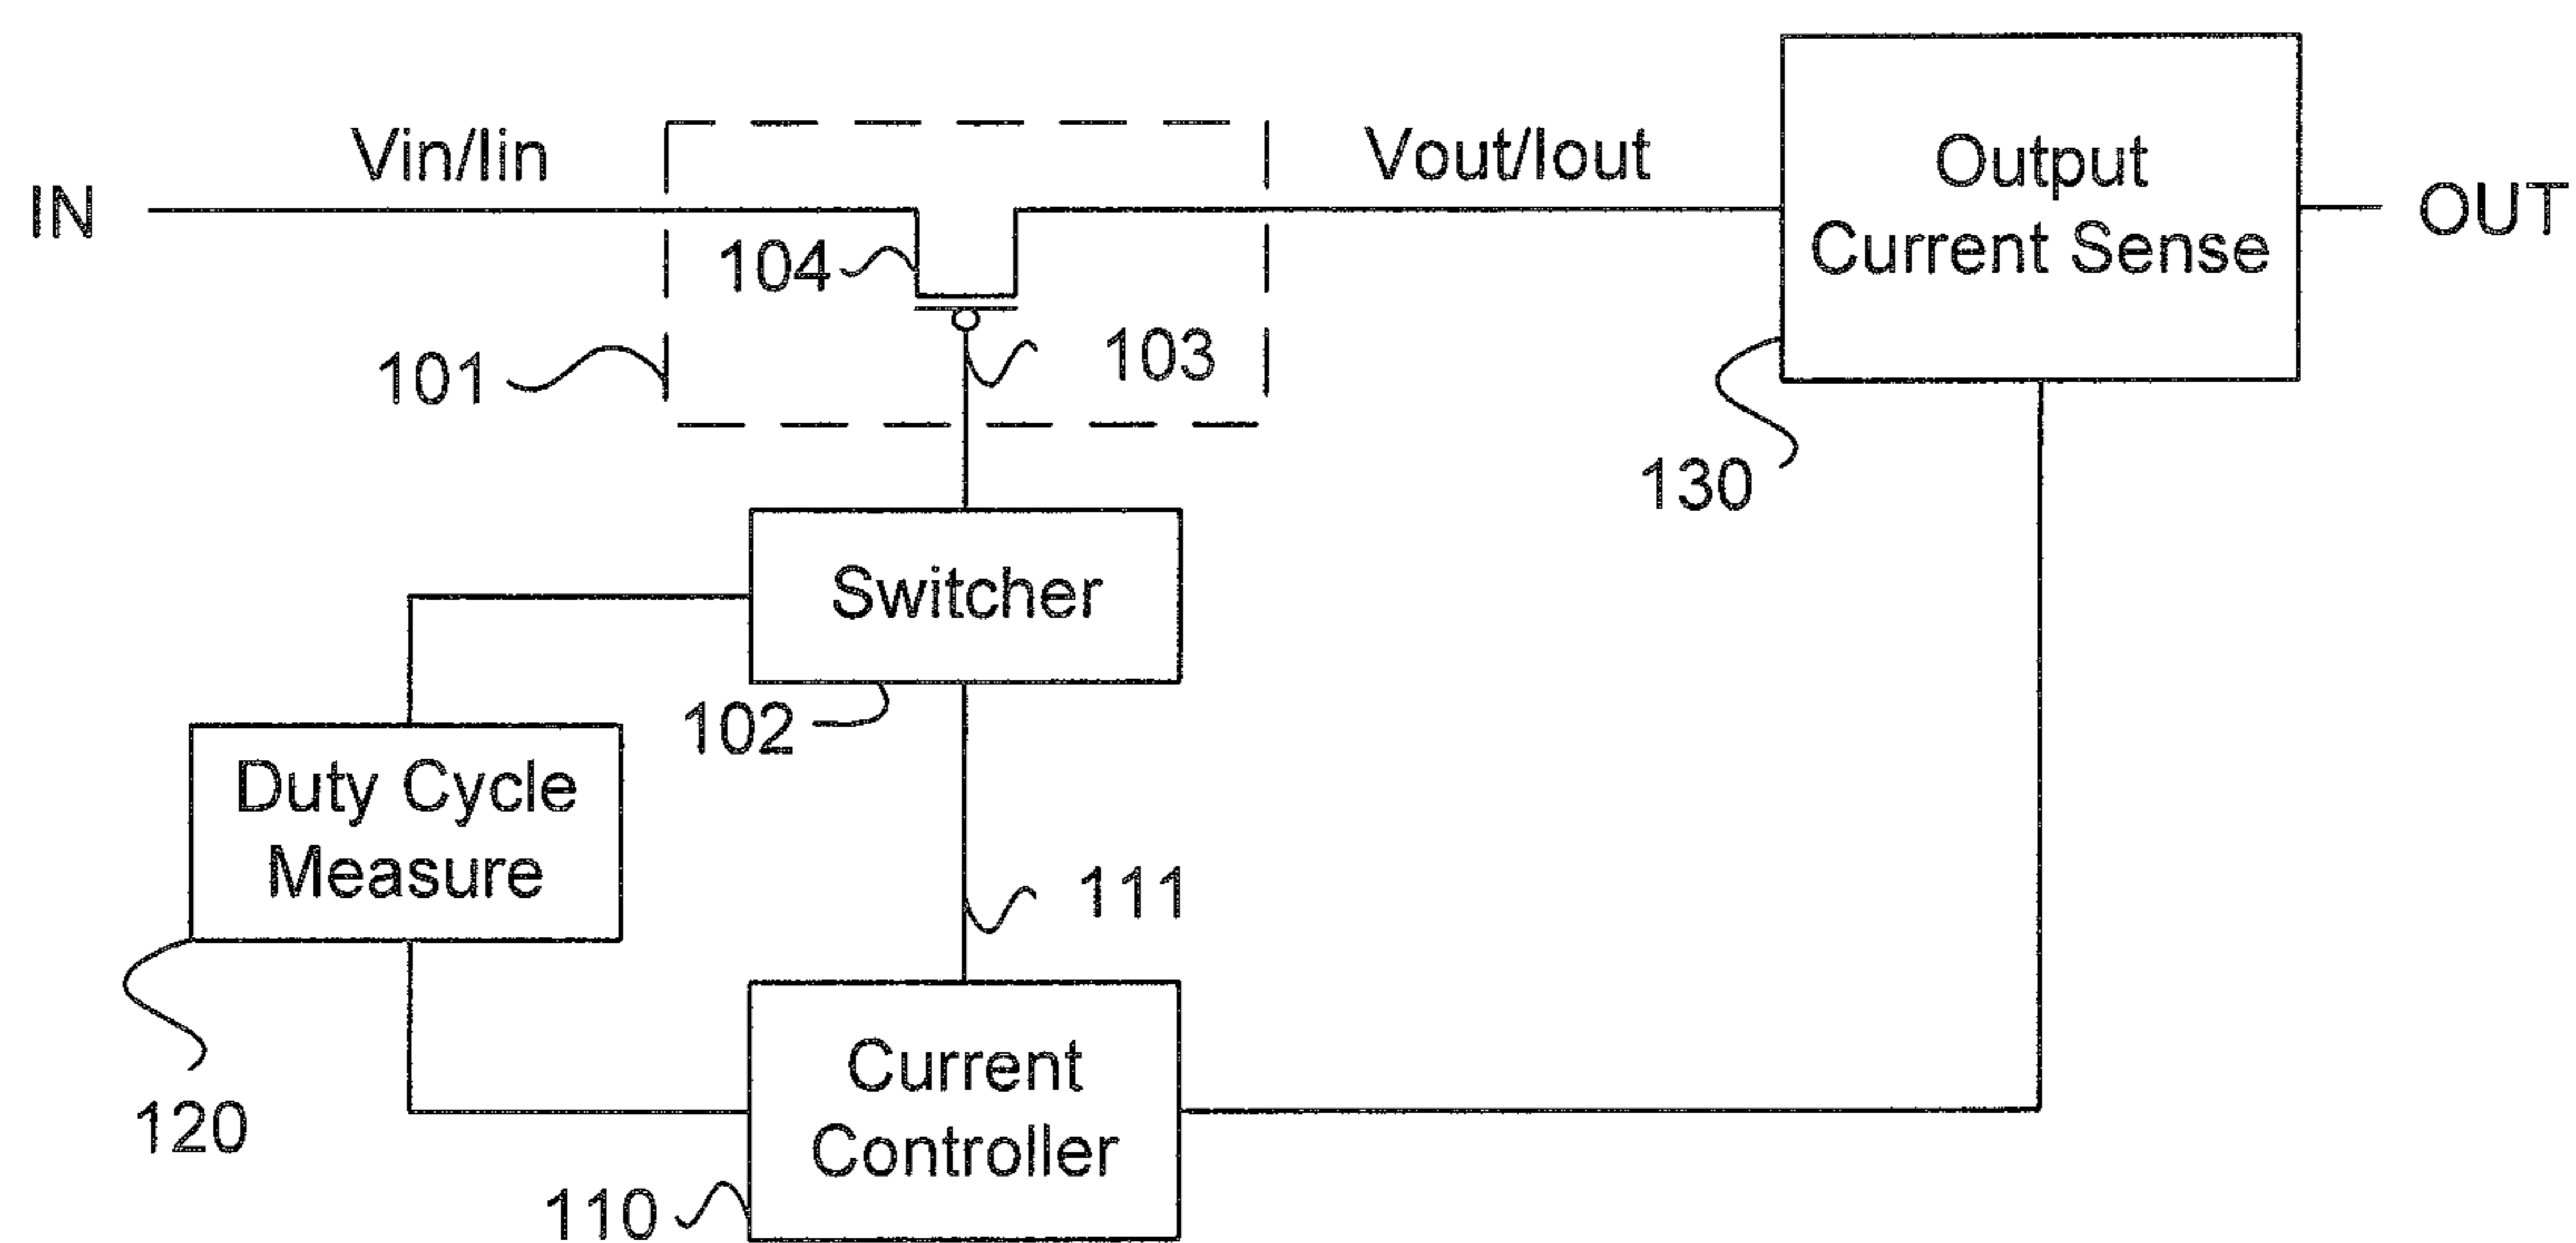 Vin/Iin
Vout/Iout
Output
Current Sense
IN
OUT
104
103
101
130
Switcher
102
Duty Cycle
Measure
111
120
Current
Controller
110